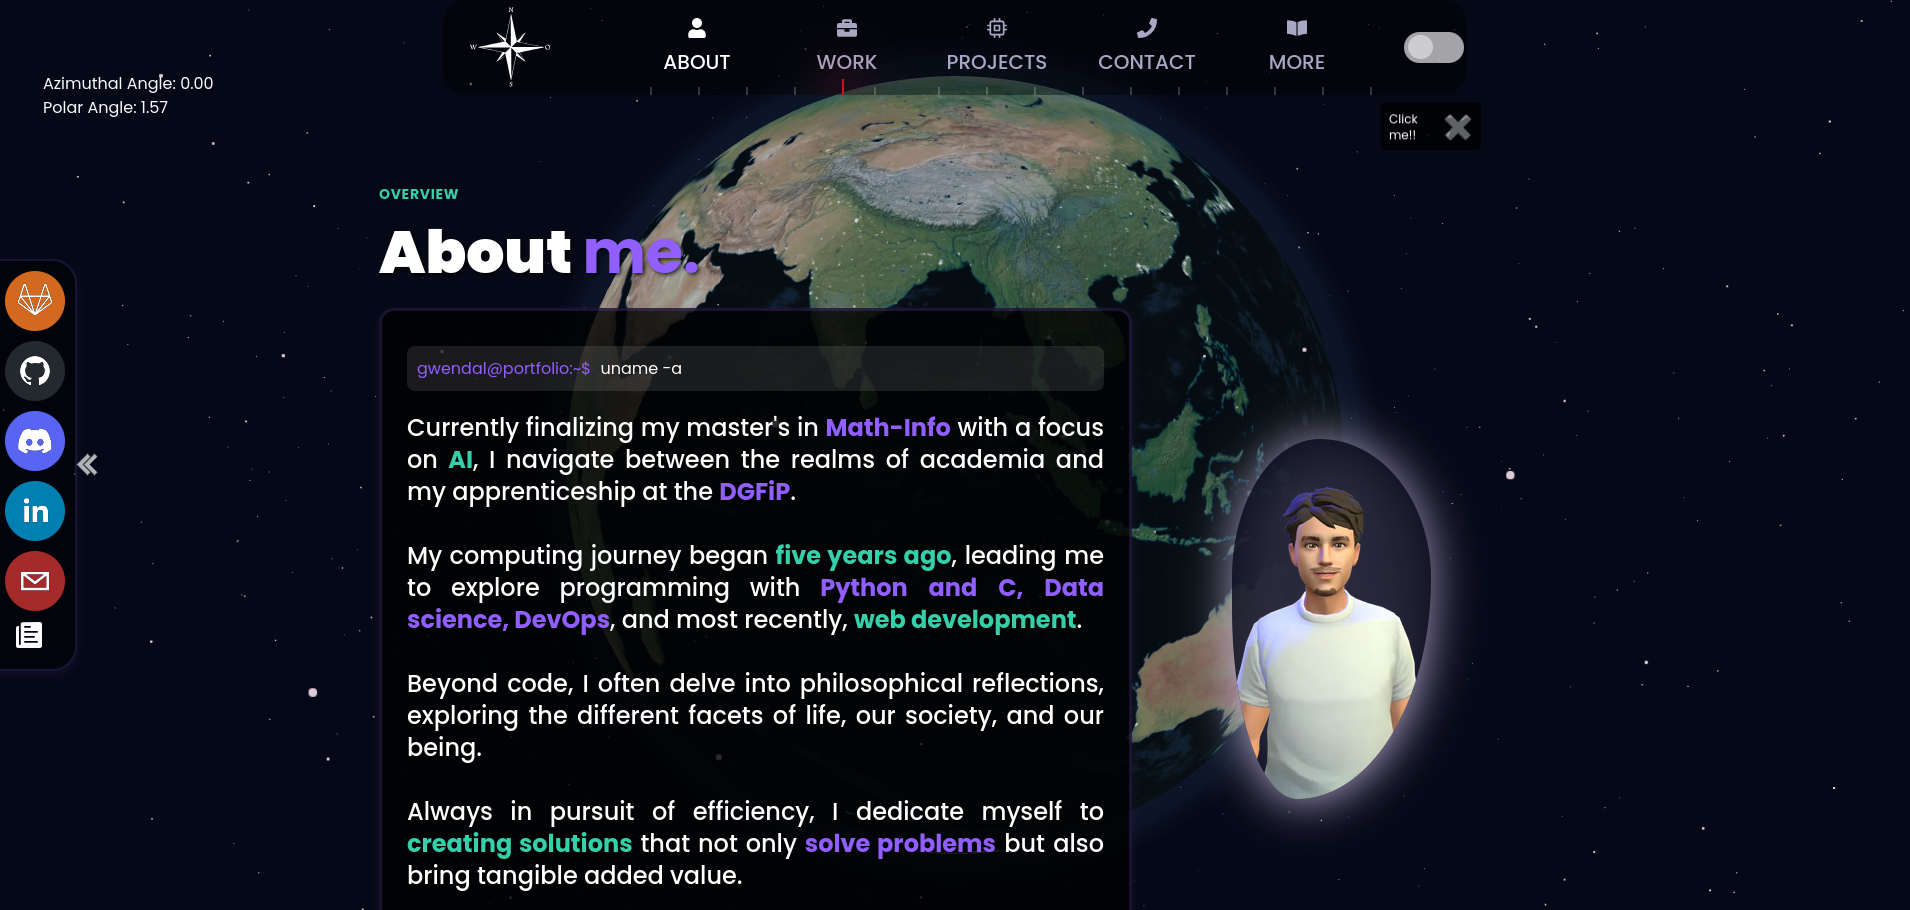 N
W
O
S
ABOUT
WORK
PROJECTS
CONTACT
MORE
Azimuthal Angle: 0.00
Polar Angle: 1.57
Click
me!!
OVERVIEW
About me.
gwendal@portfolio:~$ uname -a
Currently finalizing my master's in Math-Info with a focus
on AI, I navigate between the realms of academia and
my apprenticeship at the DGFiP.
My computing journey began five years ago, leading me
to explore programming with Python and C, Data
science, DevOps, and most recently, web development.
Beyond code, I often delve into philosophical reflections,
exploring the different facets of life, our society, and our
being.
Always in pursuit of efficiency, I dedicate myself to
creating solutions that not only solve problems but also
bring tangible added value.
in